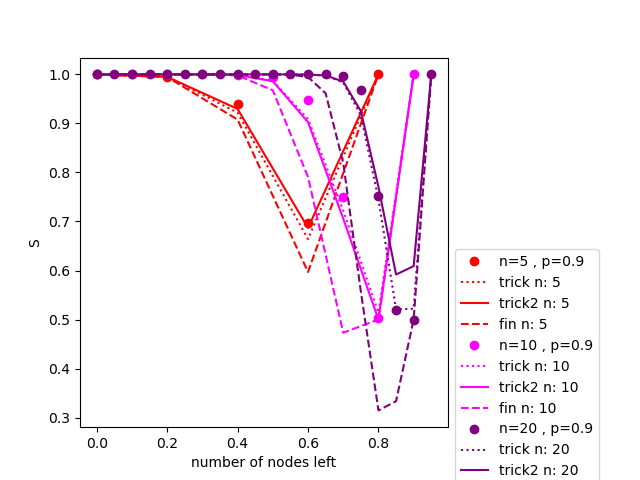 1.0
0.9
0.8
0.7
0.6
0.5
0.4
0.3
S
0.0 0.2 0.4 0.6 0.8
number of nodes left
n=5 , p=0.9
trick n: 5
trick2 n: 5
fin n: 5
n=10 , p=0.9
trick n: 10
trick2 n: 10
fin n: 10
n=20 , p=0.9
trick n: 20
trick2 n: 20